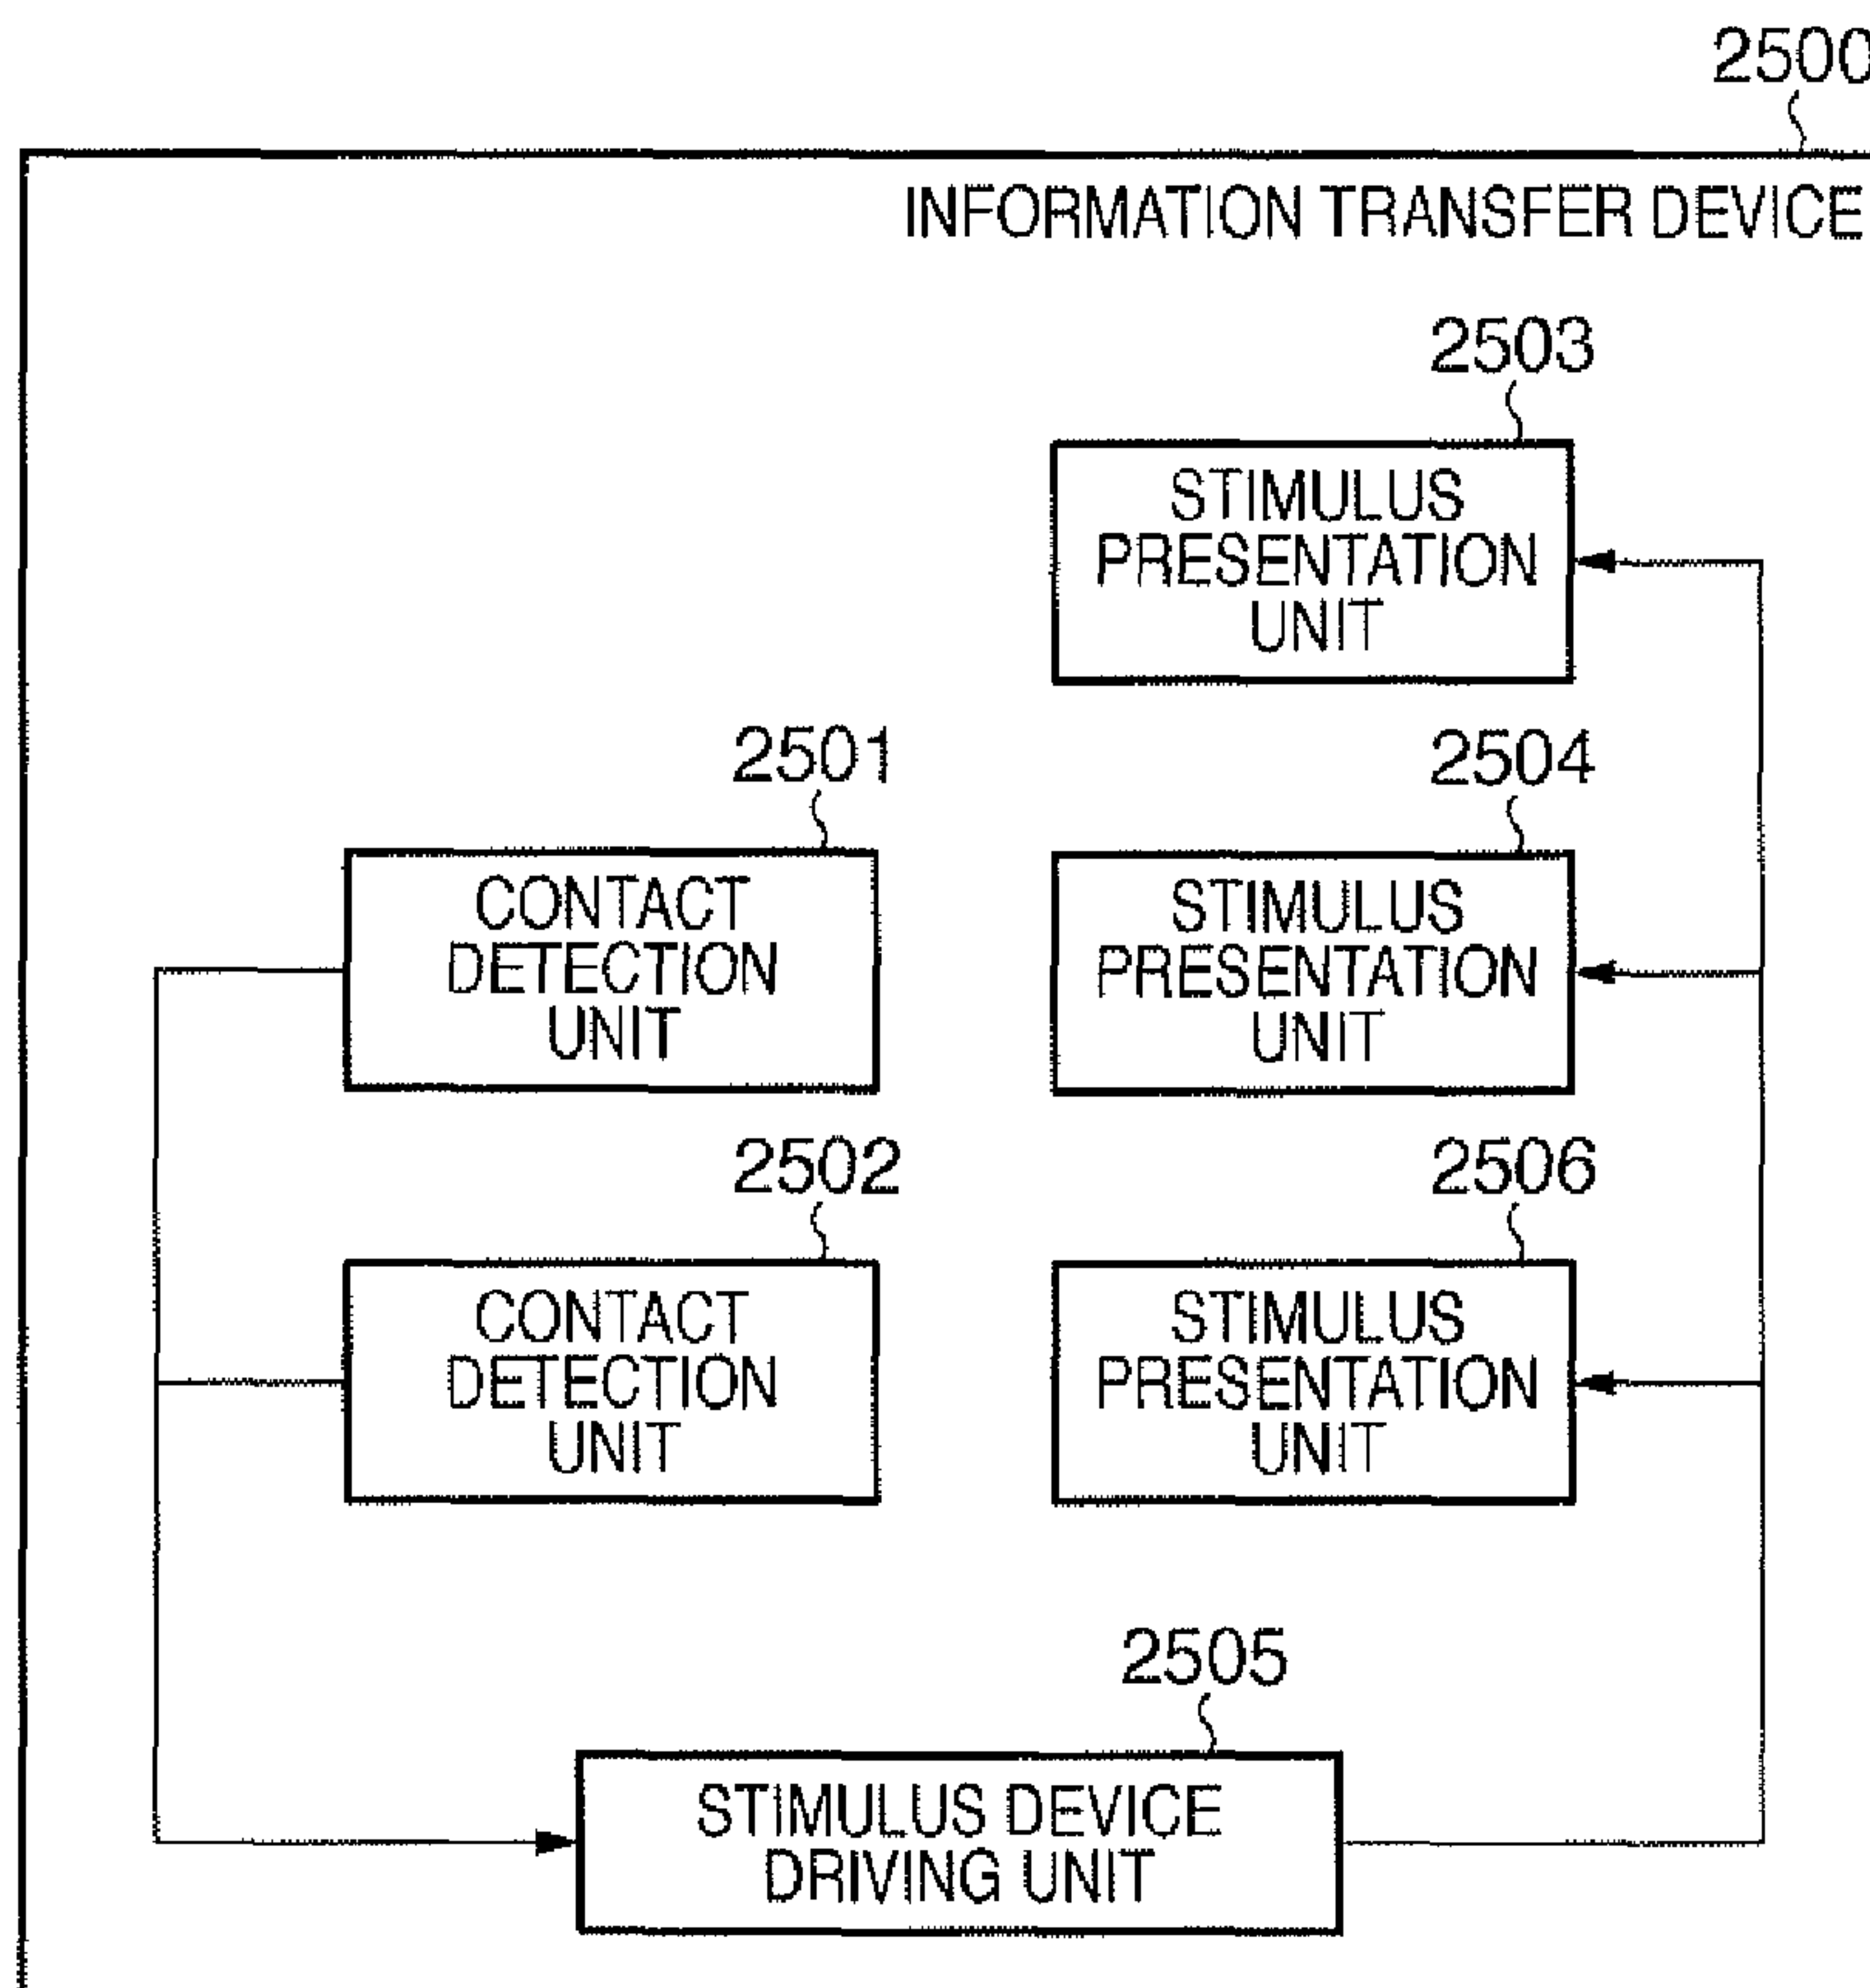 2500
INFORMATION TRANSFER DEVICE
2503
STIMULUS
PRESENTATION
UNIT
2501
CONTACT
DETECTION
UNIT
2504
STIMULUS
PRESENTATION
UNIT
2502
CONTACT
DETECTION
UNIT
2506
STIMULUS
PRESENTATION
UNIT
2505
STIMULUS DEVICE
DRIVING UNIT